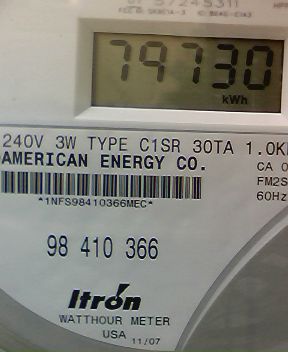 79730
kWh
240V 3W TYPE C1SR 30TA 1.0K
AMERICAN ENERGY CO.
CA 0
FM2S
60Hz
*1NFS98410366MEC*
98 410 366
Itrón
WATTHOUR METER
USA 11/07